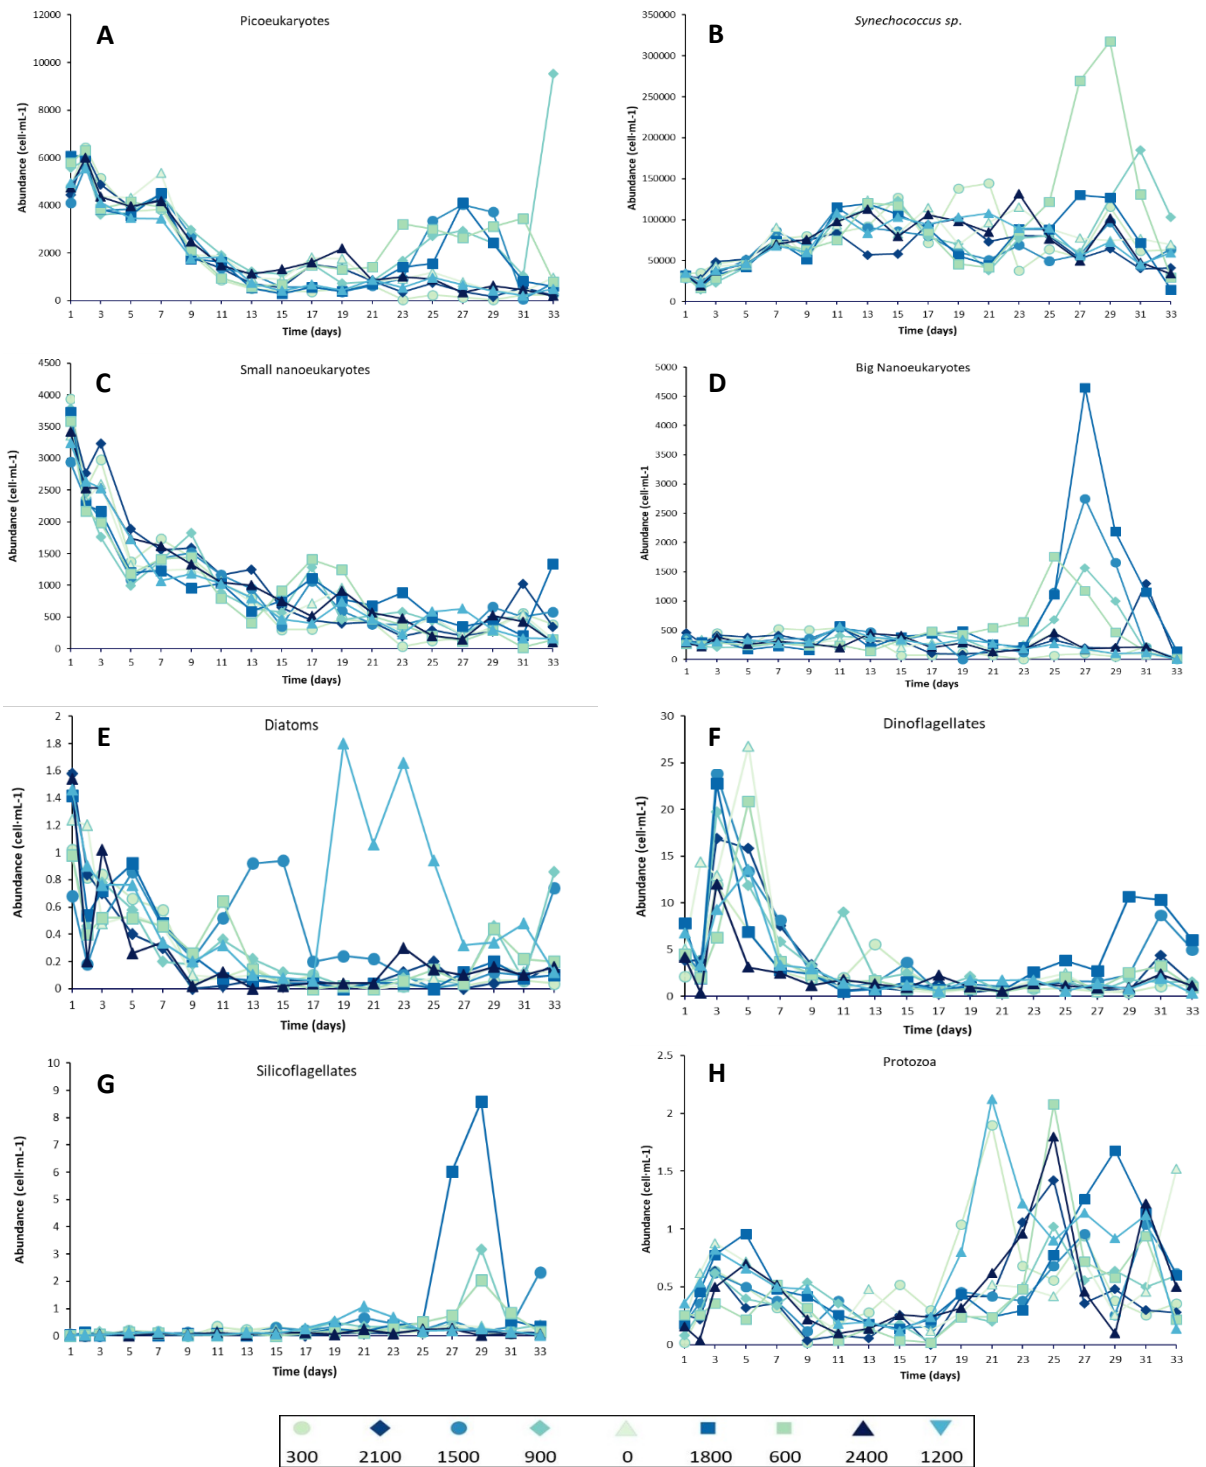 A
Picoeukaryotes
Abundance (cell·mL-1)
12000
10000
8000
6000
4000
2000
0
1 3 5 7 9 11 13 15 17 19 21 23 25 27 29 31 33
Time (days)
B
Synechococcus sp.
Abundance (cell·mL-1)
350000
300000
250000
200000
150000
100000
50000
0
1 3 5 7 9 11 13 15 17 19 21 23 25 27 29 31 33
Time (days)
C
Small nanoeukaryotes
Abundance (cell·mL-1)
4500
4000
3500
3000
2500
2000
1500
1000
500
0
1 3 5 7 9 11 13 15 17 19 21 23 25 27 29 31 33
Time (days)
D
Big Nanoeukaryotes
Abundance (cell·mL-1
5000
4500
4000
3500
3000
2500
2000
1500
1000
500
0
1 3 5 7 9 11 13 15 17 19 21 23 25 27 29 31 33
Time (days
E
Diatoms
Abundance (cell·mL-1)
2
1.8
1.6
1.4
1.2
1
0.8
0.6
0.4
0.2
0
1 3 5 7 9 11 13 15 17 19 21 23 25 27 29 31 33
Time (days)
F
Dinoflagellates
Abundance (cell·mL-1)
30
25
20
15
10
5
0
1 3 5 7 9 11 13 15 17 19 21 23 25 27 29 31 33
Time (days)
G
Silicoflagellates
Abundance (cell·mL-1)
10
9
8
7
6
5
4
3
2
1
0
1 3 5 7 9 11 13 15 17 19 21 23 25 27 29 31 33
Time (days)
H
Protozoa
Abundance (cell·mL-1)
2.5
2
1.5
1
0.5
0
1 3 5 7 9 11 13 15 17 19 21 23 25 27 29 31 33
Time (days)
300 2100 1500 900 0 1800 600 2400 1200